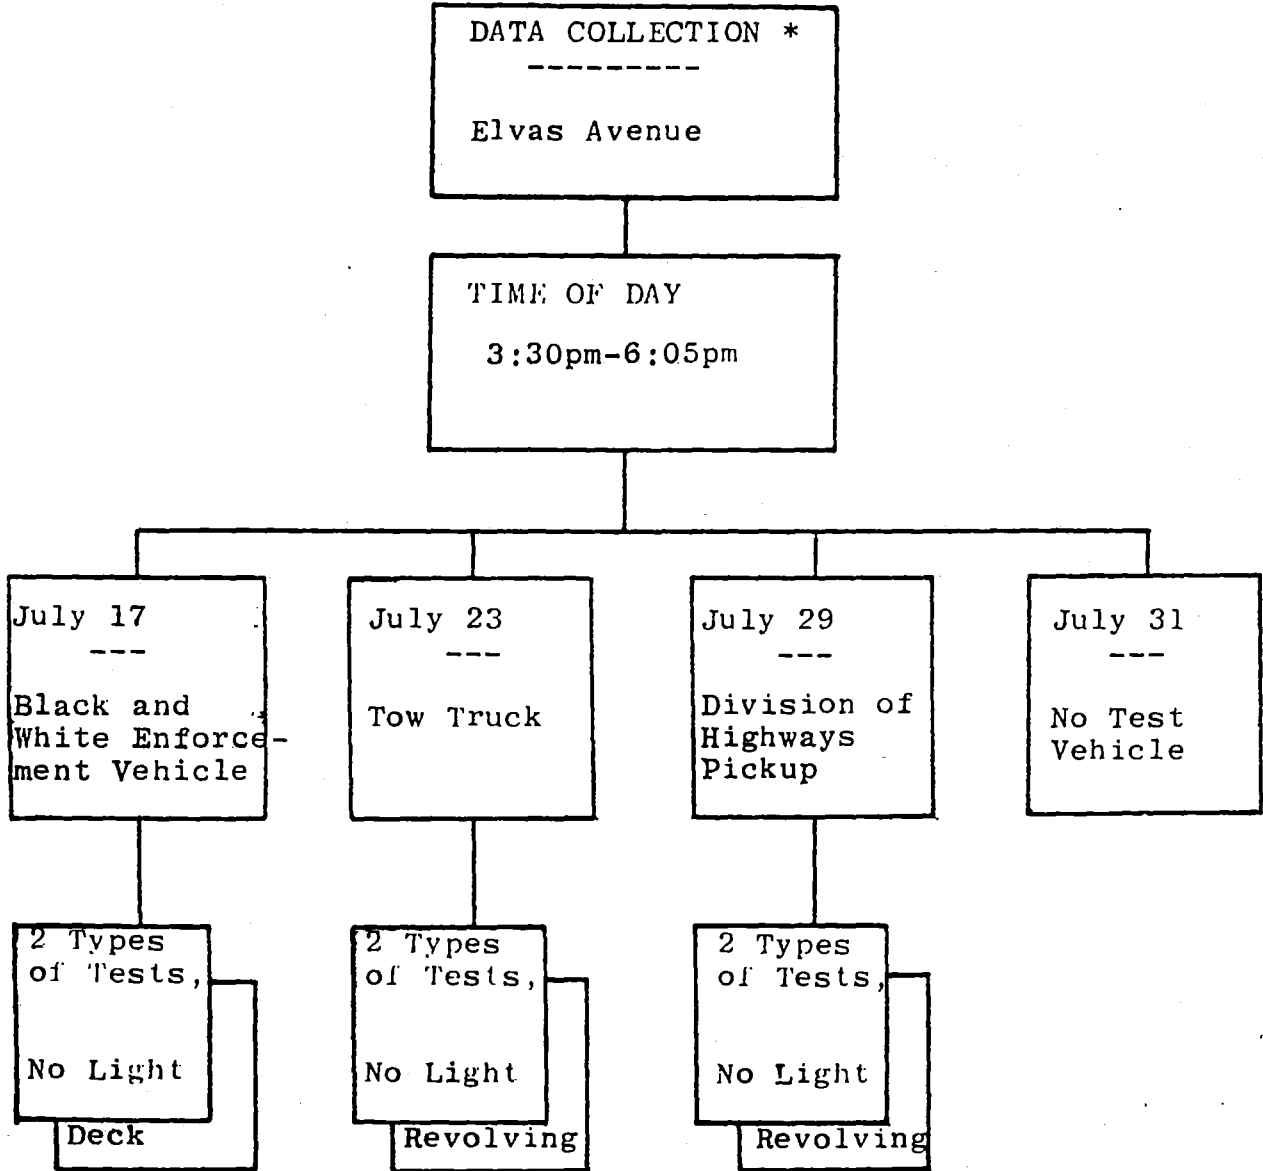 DATA COLLECTION *
---------
Elvas Avenue
TIME OF DAY
3:30pm-6:05pm
July 17
---
Black and
White Enforce-
ment Vehicle
July 23
---
Tow Truck
July 29
---
Division of
Highways
Pickup
July 31
---
No Test
Vehicle
2 Types
of Tests,
No Light
Deck
2 Types
of Tests,
No Light
Revolving
2 Types
of Tests,
No Light
Revolving